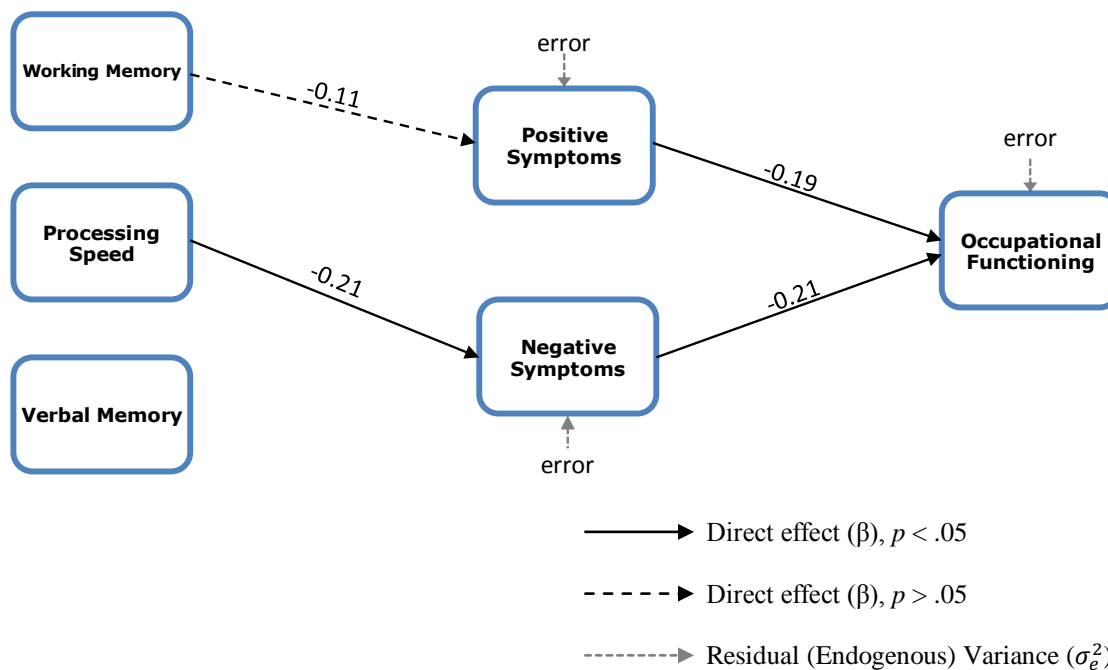 error
Working Memory
-0.11
Positive
Symptoms
error
-0.19
Processing
Speed
Occupational
Functioning
-0.21
-0.21
Negative
Symptoms
Verbal Memory
error
Direct effect (β), p < .05
Direct effect (β), p > .05
Residual (Endogenous) Variance (σₑ²)